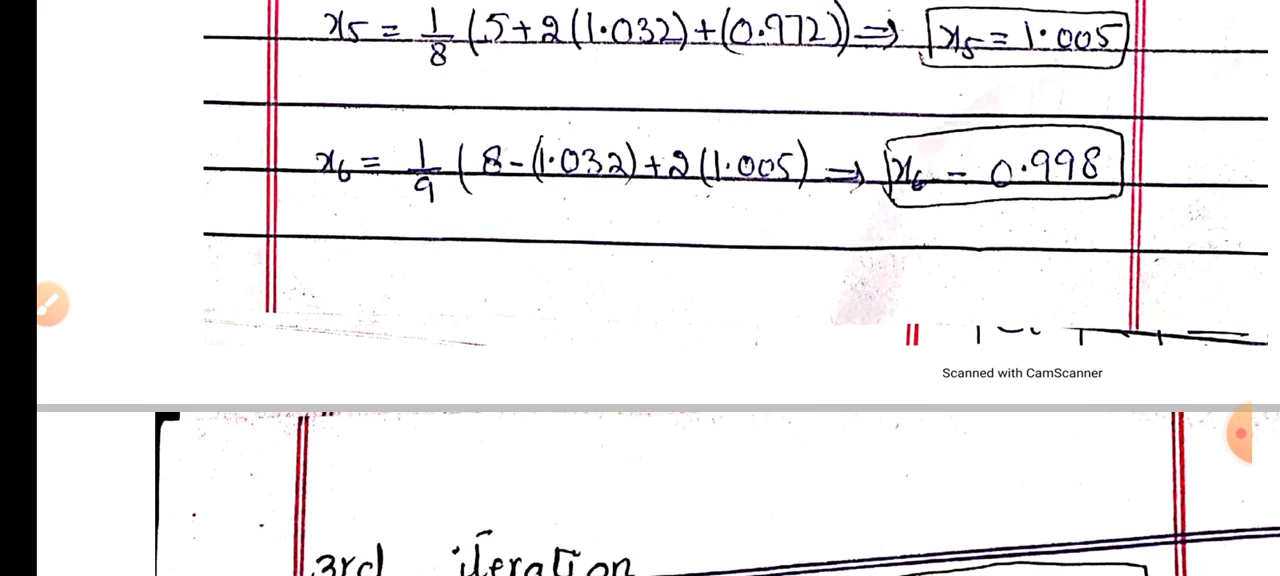 x5 = 1/8 (5+2(1.032)+(0.972)) ⇒ x5 = 1.005
x6 = 1/9 ( 8-(1.032)+2(1.005) ⇒ x6 - 0.998
Scanned with CamScanner
3rd iteration